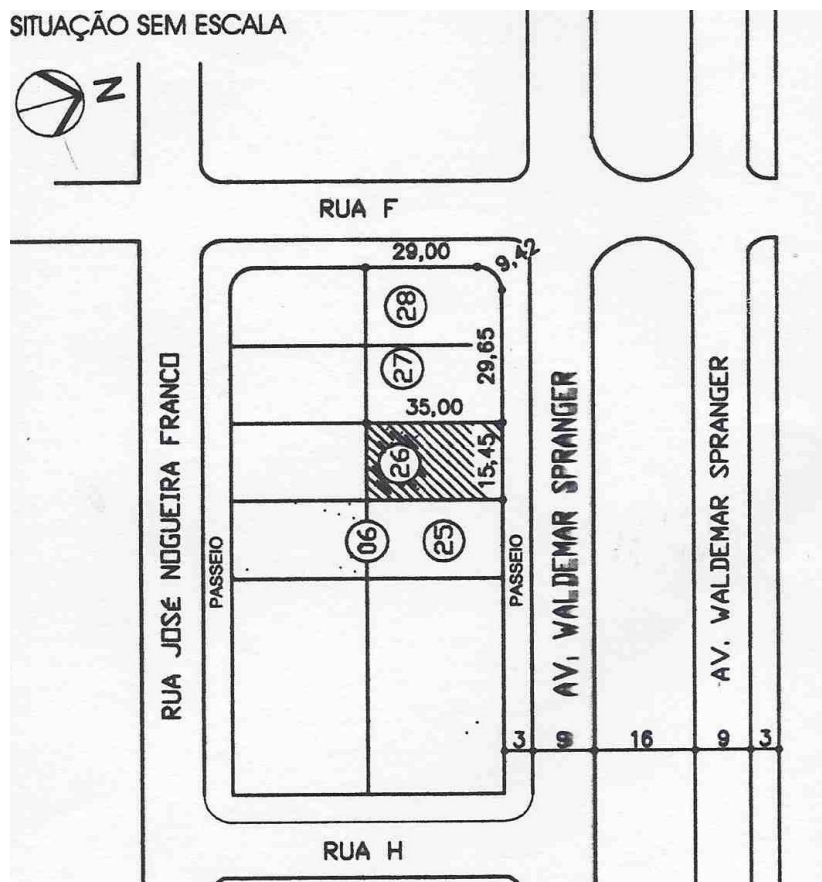 SITUAÇÃO SEM ESCALA
N
RUA F
29,00
9,42
28
29,65
27
35,00
26
15,45
06
25
RUA JOSÉ NOGUEIRA FRANCO
PASSEIO
PASSEIO
AV. WALDEMAR SPRANGER
AV. WALDEMAR SPRANGER
3
9
16
9
3
RUA H